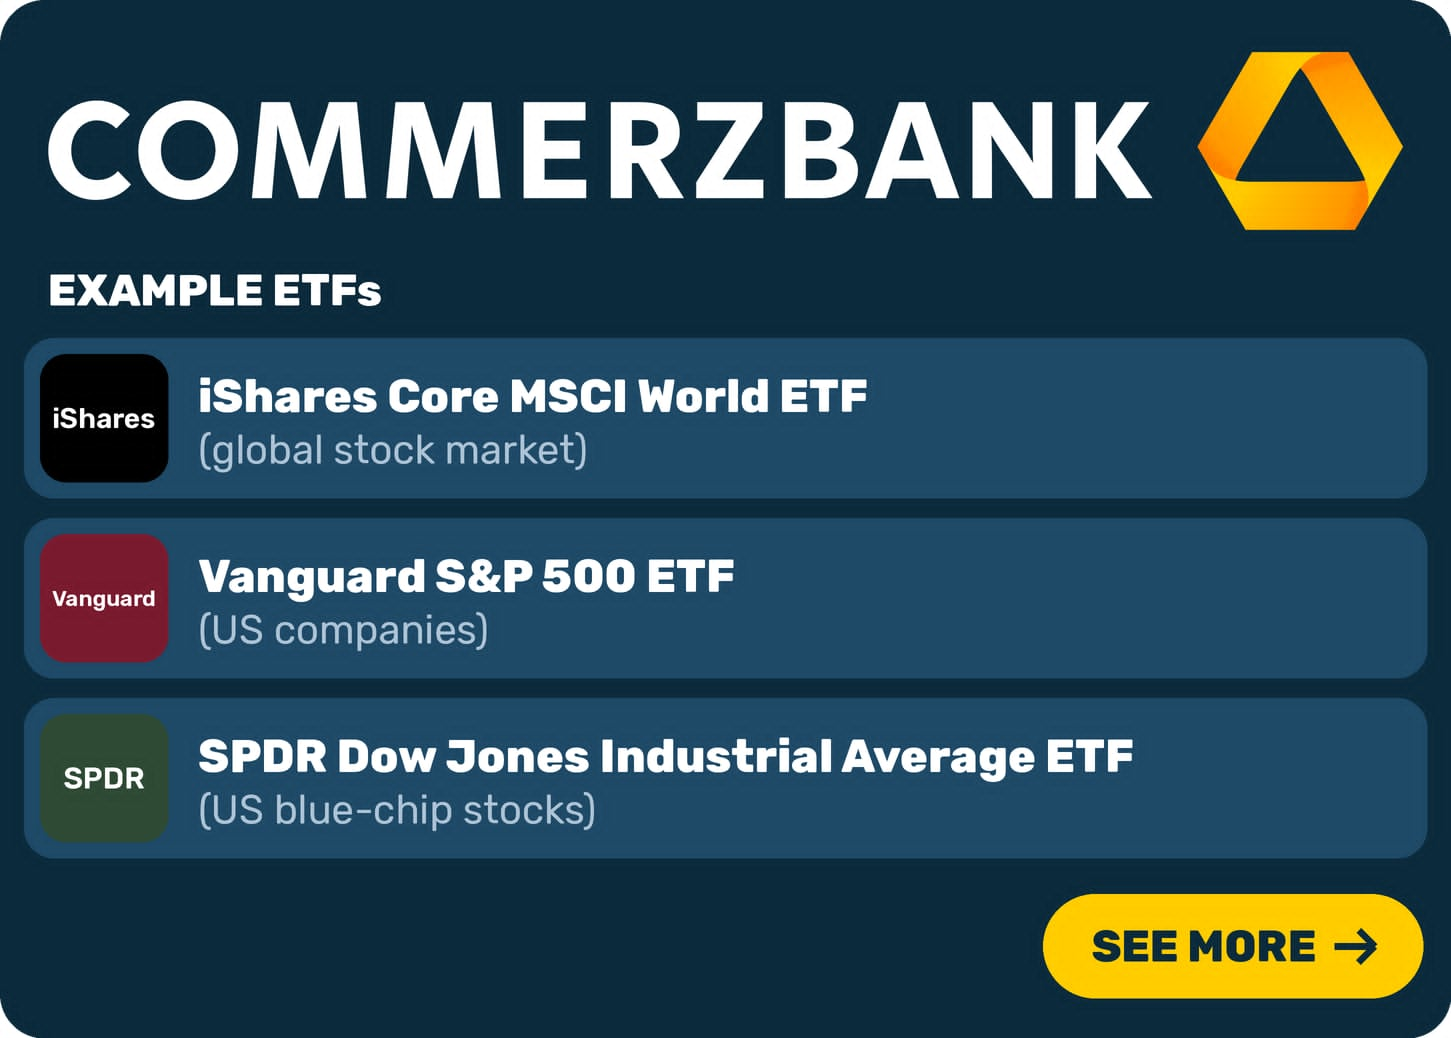 COMMERZBANK
EXAMPLE ETFs
iShares
iShares Core MSCI World ETF
(global stock market)
Vanguard
Vanguard S&P 500 ETF
(US companies)
SPDR
SPDR Dow Jones Industrial Average ETF
(US blue-chip stocks)
SEE MORE →